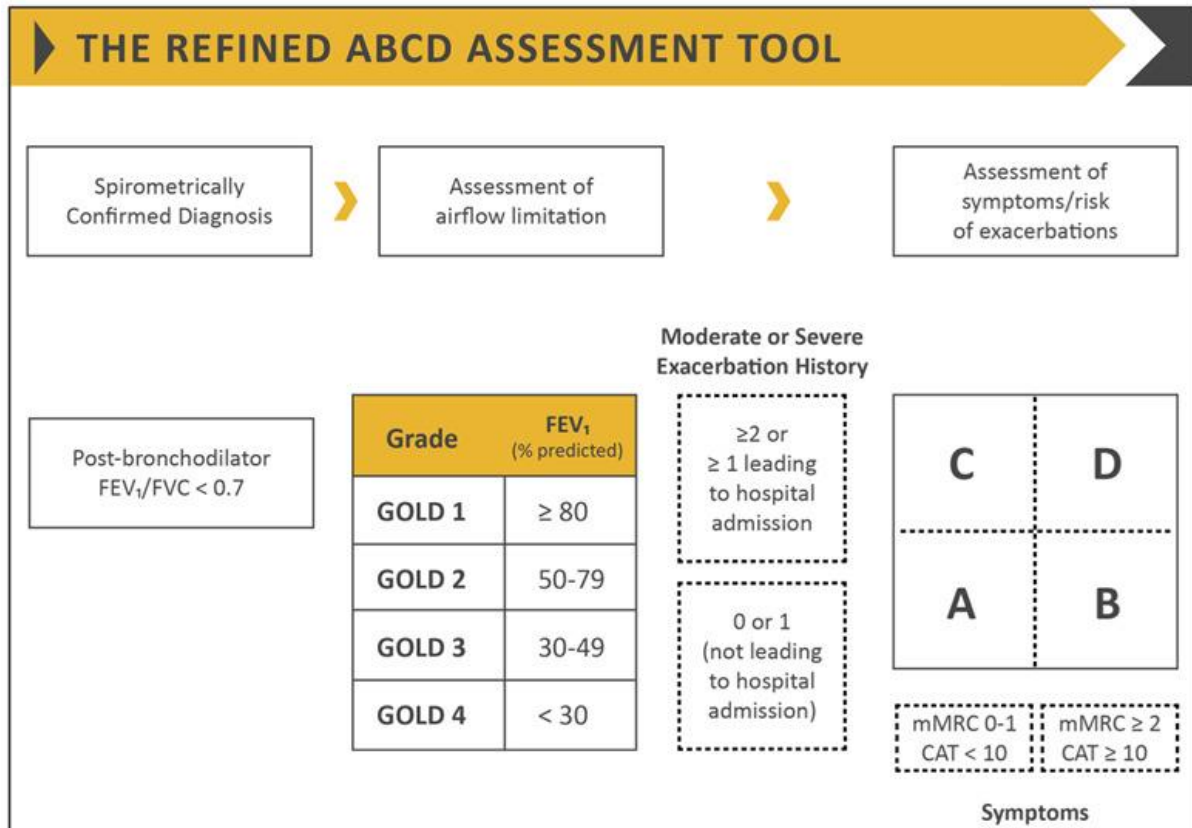 THE REFINED ABCD ASSESSMENT TOOL
Spirometrically
Confirmed Diagnosis
Assessment of
airflow limitation
Assessment of
symptoms/risk
of exacerbations
Post-bronchodilator
FEV₁/FVC < 0.7
Grade FEV₁
(% predicted)
GOLD 1 ≥ 80
GOLD 2 50-79
GOLD 3 30-49
GOLD 4 < 30
Moderate or Severe
Exacerbation History
≥2 or
≥ 1 leading
to hospital
admission
0 or 1
(not leading
to hospital
admission)
C D
A B
mMRC 0-1
CAT < 10
mMRC ≥ 2
CAT ≥ 10
Symptoms